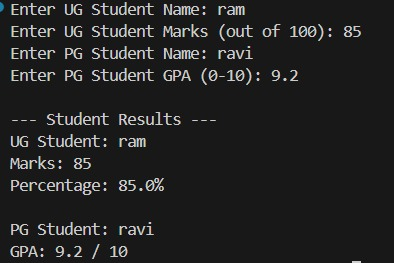 Enter UG Student Name: ram
Enter UG Student Marks (out of 100): 85
Enter PG Student Name: ravi
Enter PG Student GPA (0-10): 9.2
--- Student Results ---
UG Student: ram
Marks: 85
Percentage: 85.0%
PG Student: ravi
GPA: 9.2 / 10